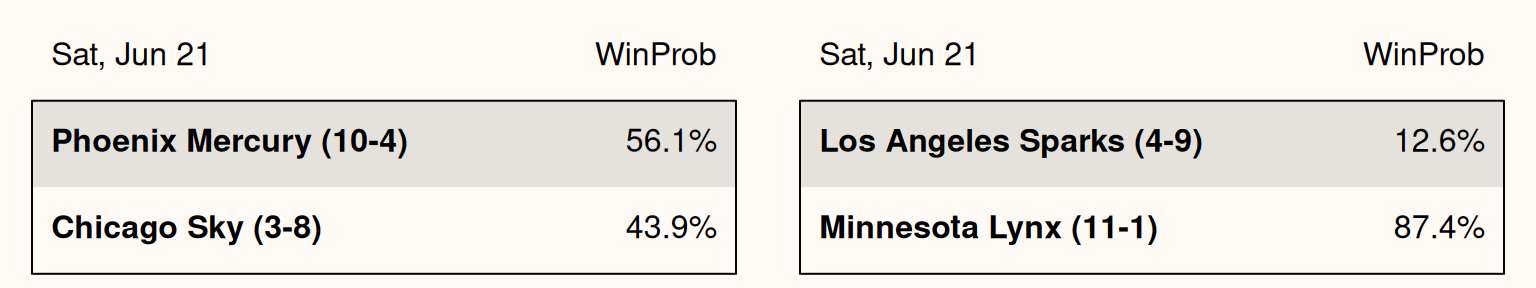 Sat, Jun 21 WinProb
Phoenix Mercury (10-4) 56.1%
Chicago Sky (3-8) 43.9%
Sat, Jun 21 WinProb
Los Angeles Sparks (4-9) 12.6%
Minnesota Lynx (11-1) 87.4%